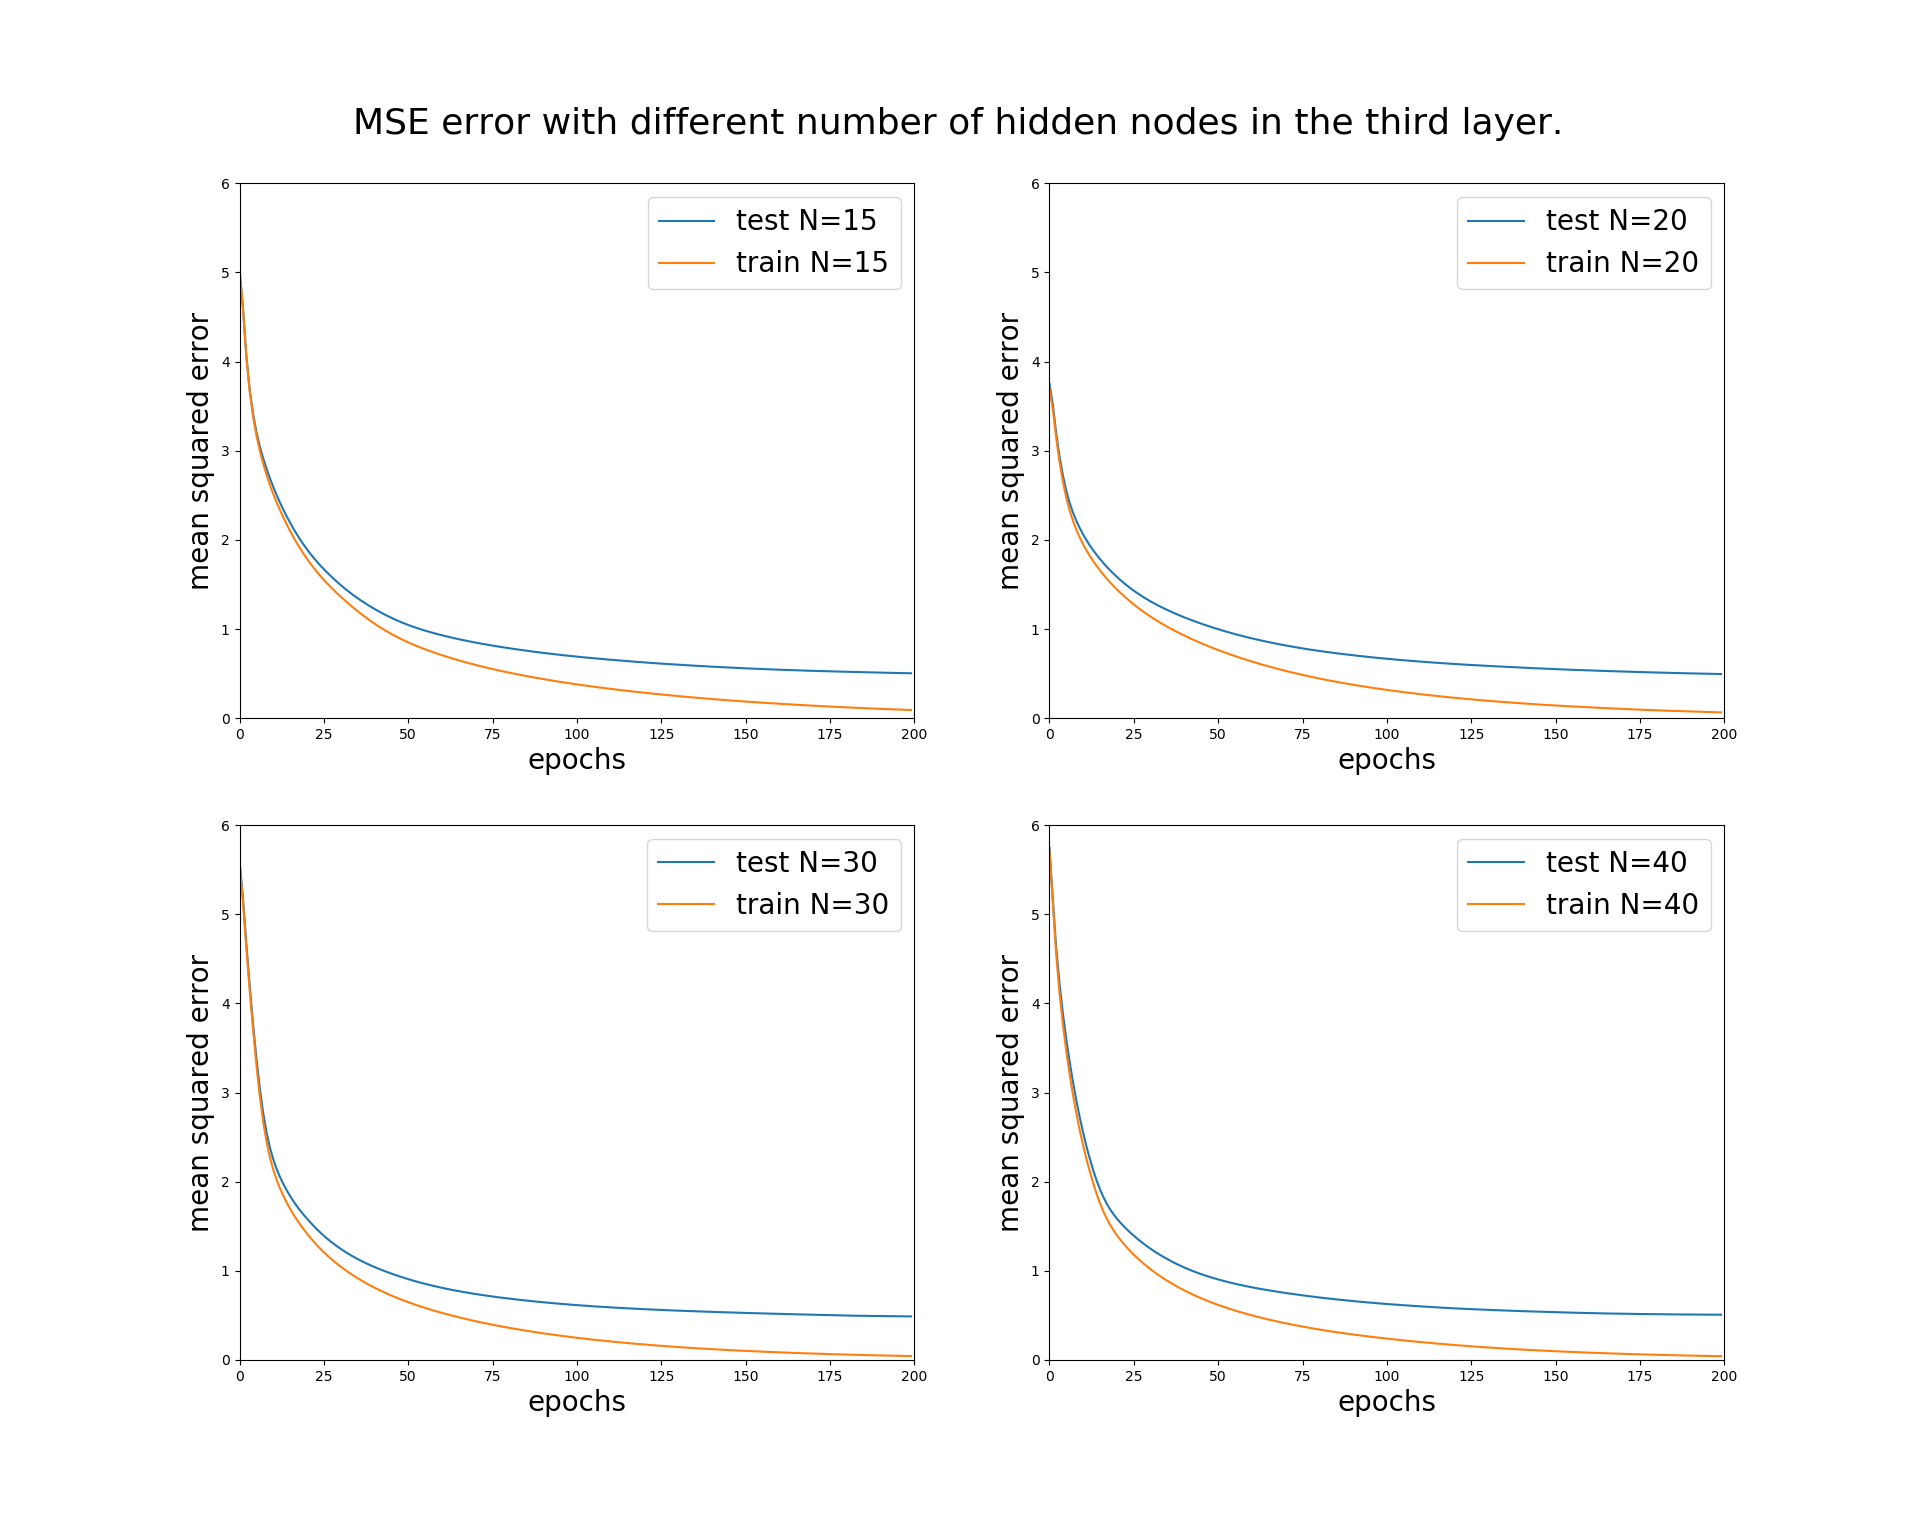 MSE error with different number of hidden nodes in the third layer.
6
5
4
3
2
1
0
mean squared error
test N=15
train N=15
0 25 50 75 100 125 150 175 200
epochs
6
5
4
3
2
1
0
mean squared error
test N=20
train N=20
0 25 50 75 100 125 150 175 200
epochs
6
5
4
3
2
1
0
mean squared error
test N=30
train N=30
0 25 50 75 100 125 150 175 200
epochs
6
5
4
3
2
1
0
mean squared error
test N=40
train N=40
0 25 50 75 100 125 150 175 200
epochs